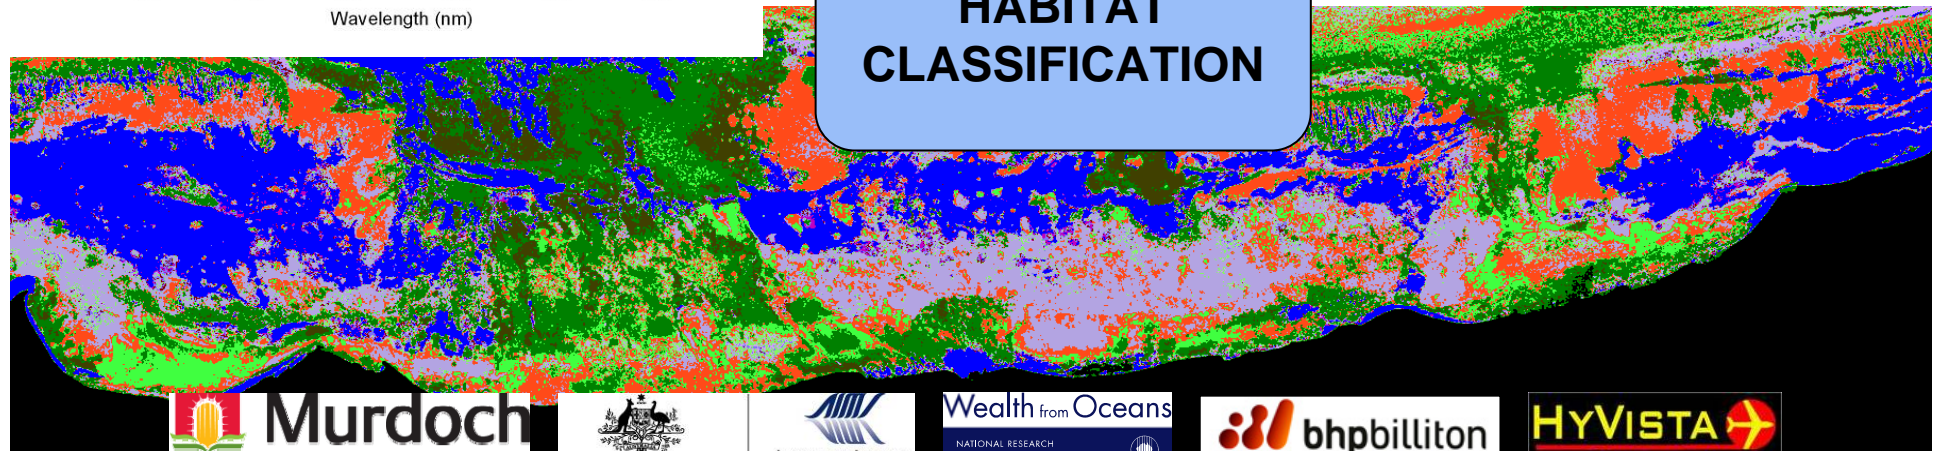 Wavelength (nm)
HABITAT
CLASSIFICATION
Murdoch
Wealth from Oceans
NATIONAL RESEARCH
bhpbilliton
HYVISTA